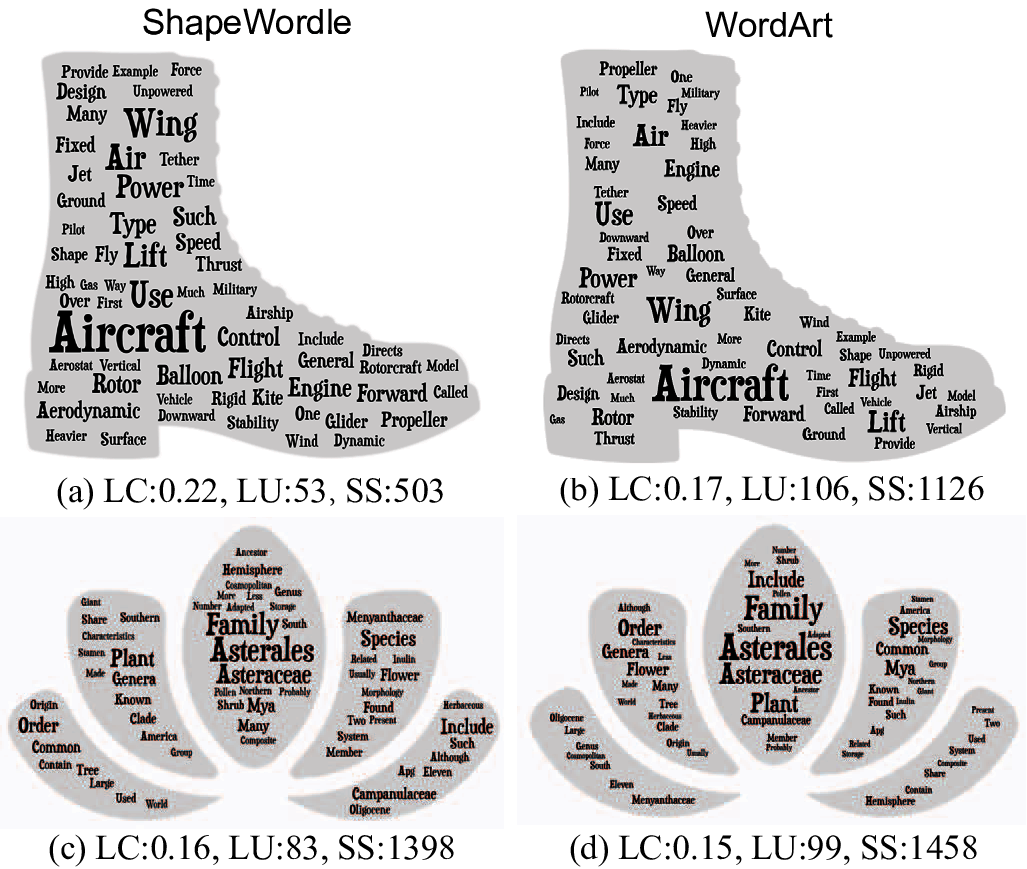 ShapeWordle
WordArt
Provide Example Force
Design Unpowered
Many Wing
Fixed Air Tether
Jet Power Time
Ground Type Such
Pilot Speed
Shape Fly Lift Thrust
High Gas Way Use Much Military
Over First
Aircraft Airship
Control Include
Aerostat Vertical Balloon Flight General Directs
Rotorcraft Model
More Rotor Engine Forward Called
Vehicle Rigid Kite
Aerodynamic Downward Stability One Glider Propeller
Heavier Surface Wind Dynamic
Propeller One
Pilot Type Military
Fly
Include Air Heavier
Force High
Many Engine
Tether Speed
Use
Downward Over
Fixed Balloon
Power Way General
Rotorcraft Wing Surface
Glider Kite Wind
Directs Aerodynamic More Control Example
Such Dynamic Shape Unpowered
Aerostat Aircraft Time Flight Rigid
Design Much First Vehicle Jet Model
Gas Rotor Stability Forward Called Lift Airship
Thrust Ground Provide Vertical
(a) LC:0.22, LU:53, SS:503
(b) LC:0.17, LU:106, SS:1126
Giant
Share Southern
Characteristics
Stamen Plant
Made Genera
Known
Clade
America
Group
Origin
Order
Common
Contain Tree
Large
Used World
Ancestor
Hemisphere
Cosmopolitan
More Less Genus
Number Adapted Storage
Family South
Asterales
Asteraceae
Pollen Northern Probably
Shrub Mya
Many
Composite
Menyanthaceae
Species
Related Inulin
Usually Flower
Morphology
Found
Two Present
System
Member
Herbaceous
Include
Such
Although
Apg Eleven
Campanulaceae
Oligocene
Although
Order
Characteristics
Genera Less
Flower
Made Many
World Tree
Herbaceous
Clade
Origin
Usually
Oligocene
Large
Genus
Cosmopolitan
South
Eleven
Menyanthaceae
Number
More Shrub
Include
Pollen
Family
Southern Adapted
Asterales
Asteraceae
Ancestor
Plant
Campanulaceae
Member
Probably
Stamen
America
Species
Morphology
Common
Mya Group
Northern
Known Giant
Found Inulin
Such
Apg
Related
Storage
Present
Two
Used
System
Composite
Share
Contain
Hemisphere
(c) LC:0.16, LU:83, SS:1398
(d) LC:0.15, LU:99, SS:1458